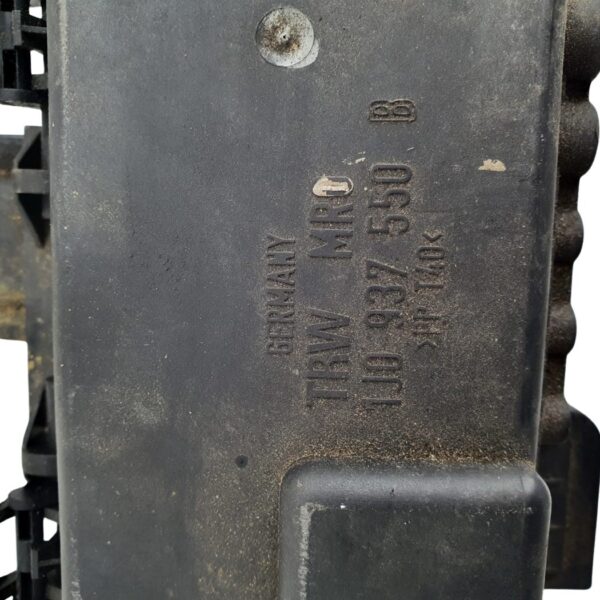 GERMANY
TRW MRO
1J0 937 550 B
>PP T40<